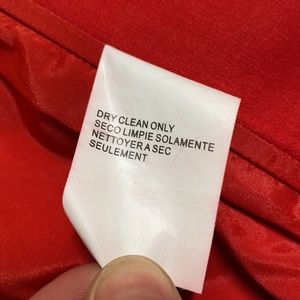 DRY CLEAN ONLY
SECO LIMPIE SOLAMENTE
NETTOYER A SEC
SEULEMENT